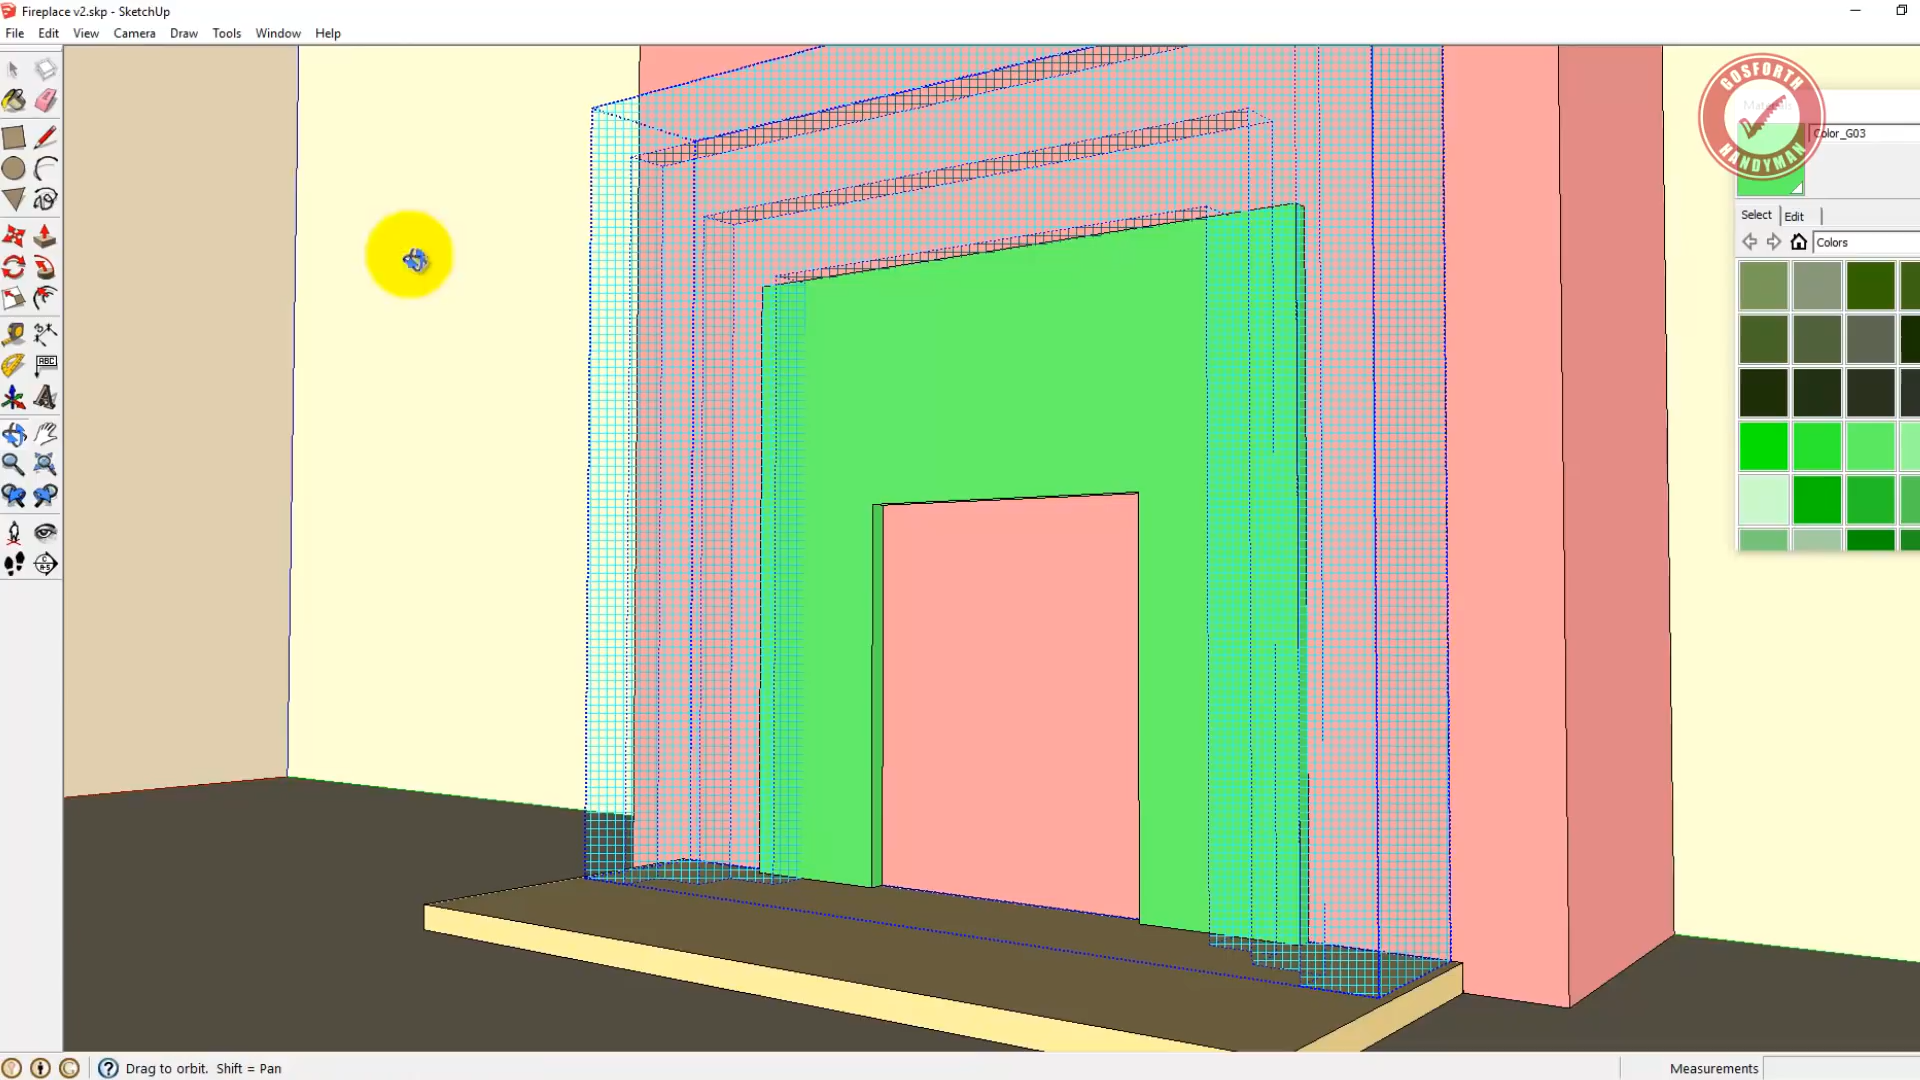 Fireplace v2.skp - SketchUp
File Edit View Camera Draw Tools Window Help
GOSFORTH
HANDYMAN
Color_G03
Select Edit
Colors
ABC
A
Drag to orbit. Shift = Pan
Measurements